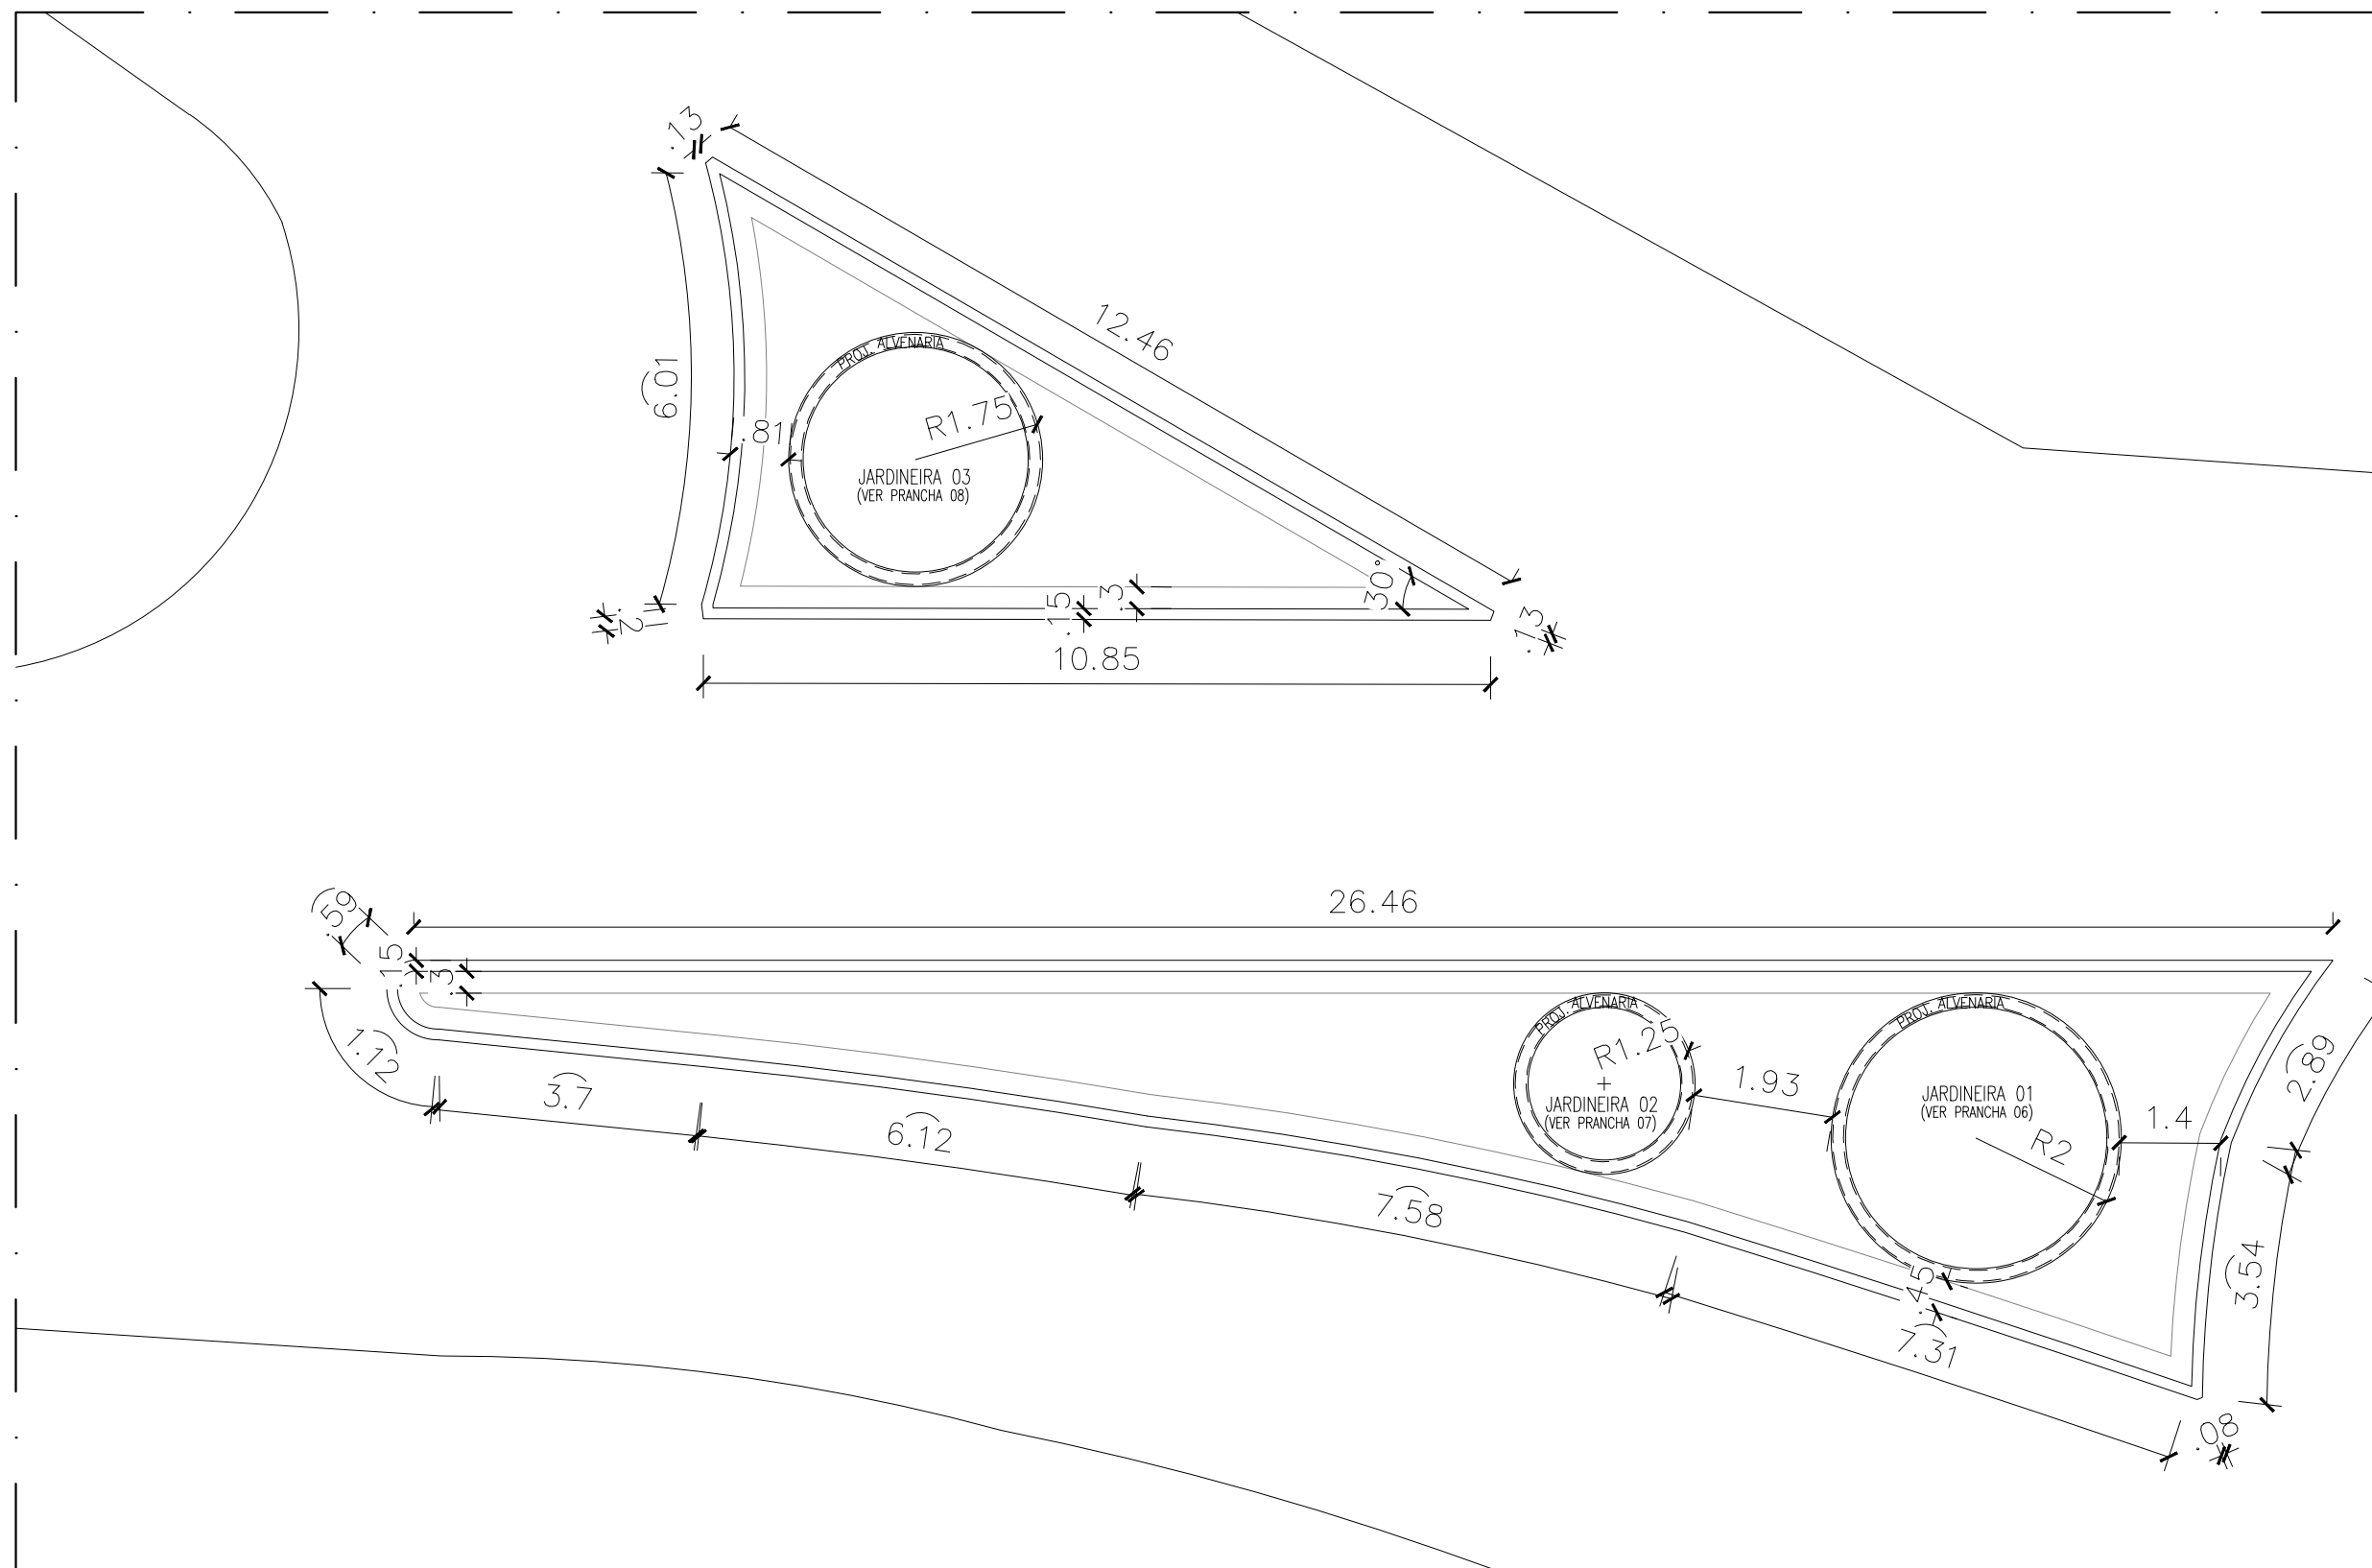 .13
12.46
6.01
PROJ. ALVENARIA
.81
R1.75
JARDINEIRA 03
(VER PRANCHA 08)
30°
.3
.15
.2
.13
10.85
26.46
.59
.15
.3
1.12
3.7
6.12
7.58
PROJ. ALVENARIA
R1.25
JARDINEIRA 02
(VER PRANCHA 07)
1.93
PROJ. ALVENARIA
JARDINEIRA 01
(VER PRANCHA 06)
R2
1.4
2.89
3.54
.45
7.31
.08